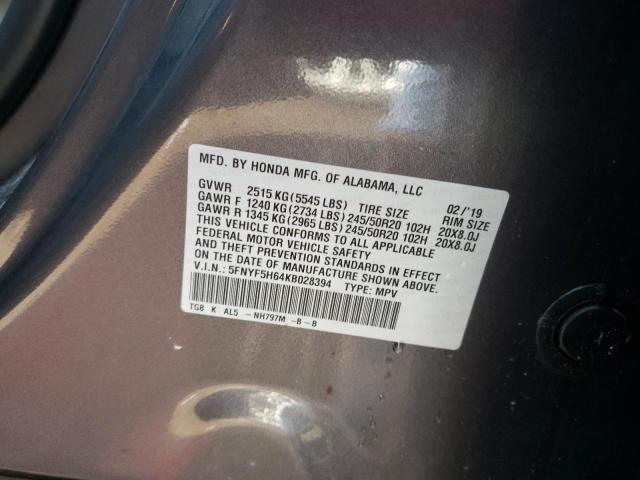 MFD. BY HONDA MFG. OF ALABAMA, LLC 02/'19
GVWR 2515 KG (5545 LBS) TIRE SIZE RIM SIZE
GAWR F 1240 KG (2734 LBS) 245/50R20 102H 20X8.0J
GAWR R 1345 KG (2965 LBS) 245/50R20 102H 20X8.0J
THIS VEHICLE CONFORMS TO ALL APPLICABLE
FEDERAL MOTOR VEHICLE SAFETY
AND THEFT PREVENTION STANDARDS IN EFFECT
ON THE DATE OF MANUFACTURE SHOWN ABOVE.
V.I.N.: 5FNYF5H64KB028394 TYPE: MPV
TGB K AL5 -NH797M -B -B